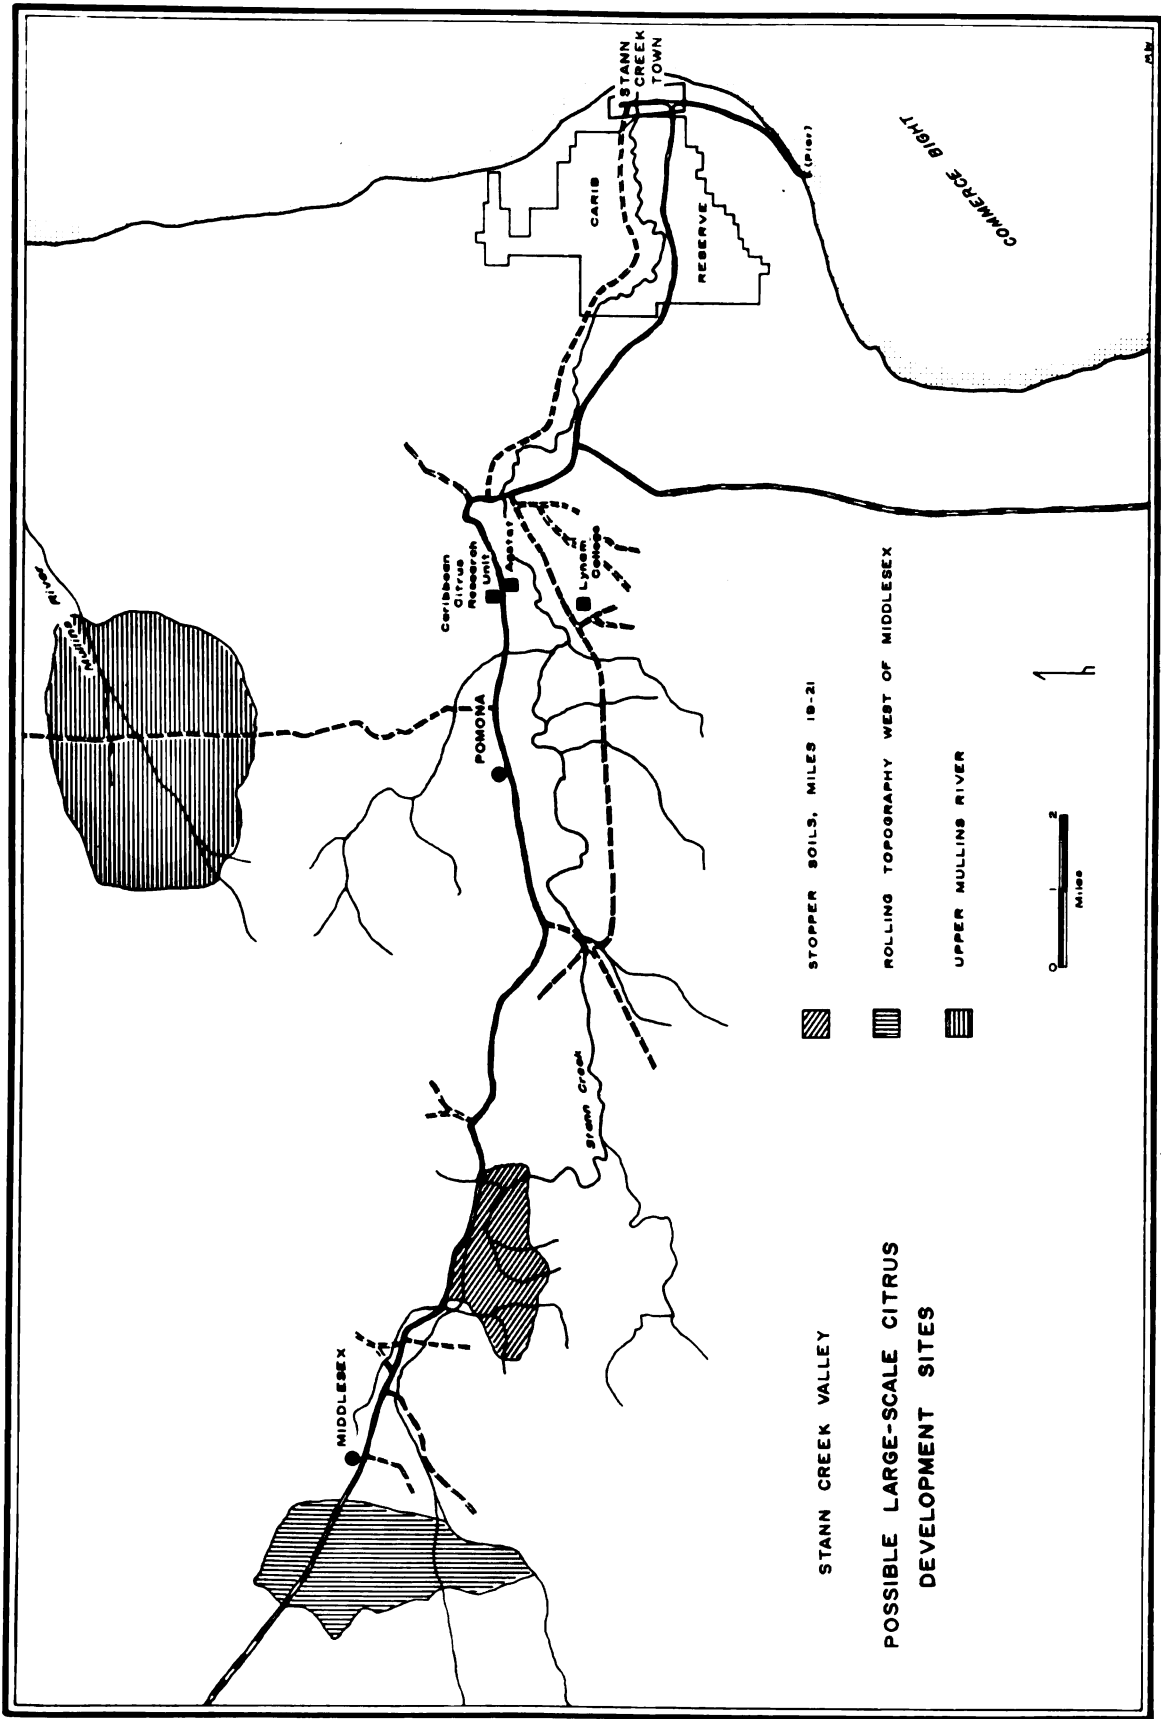 STANN CREEK VALLEY
POSSIBLE LARGE-SCALE CITRUS
DEVELOPMENT SITES
STOPPER SOILS, MILES 18-21
ROLLING TOPOGRAPHY WEST OF MIDDLESEX
UPPER MULLINS RIVER
0 1 2
Miles
MIDDLESEX
Stann Creek
POMONA
Mullins River
Caribbean
Citrus
Research
Unit
Agstat
Lynam
College
CARIB
RESERVE
STANN
CREEK
TOWN
(Pier)
COMMERCE BIGHT